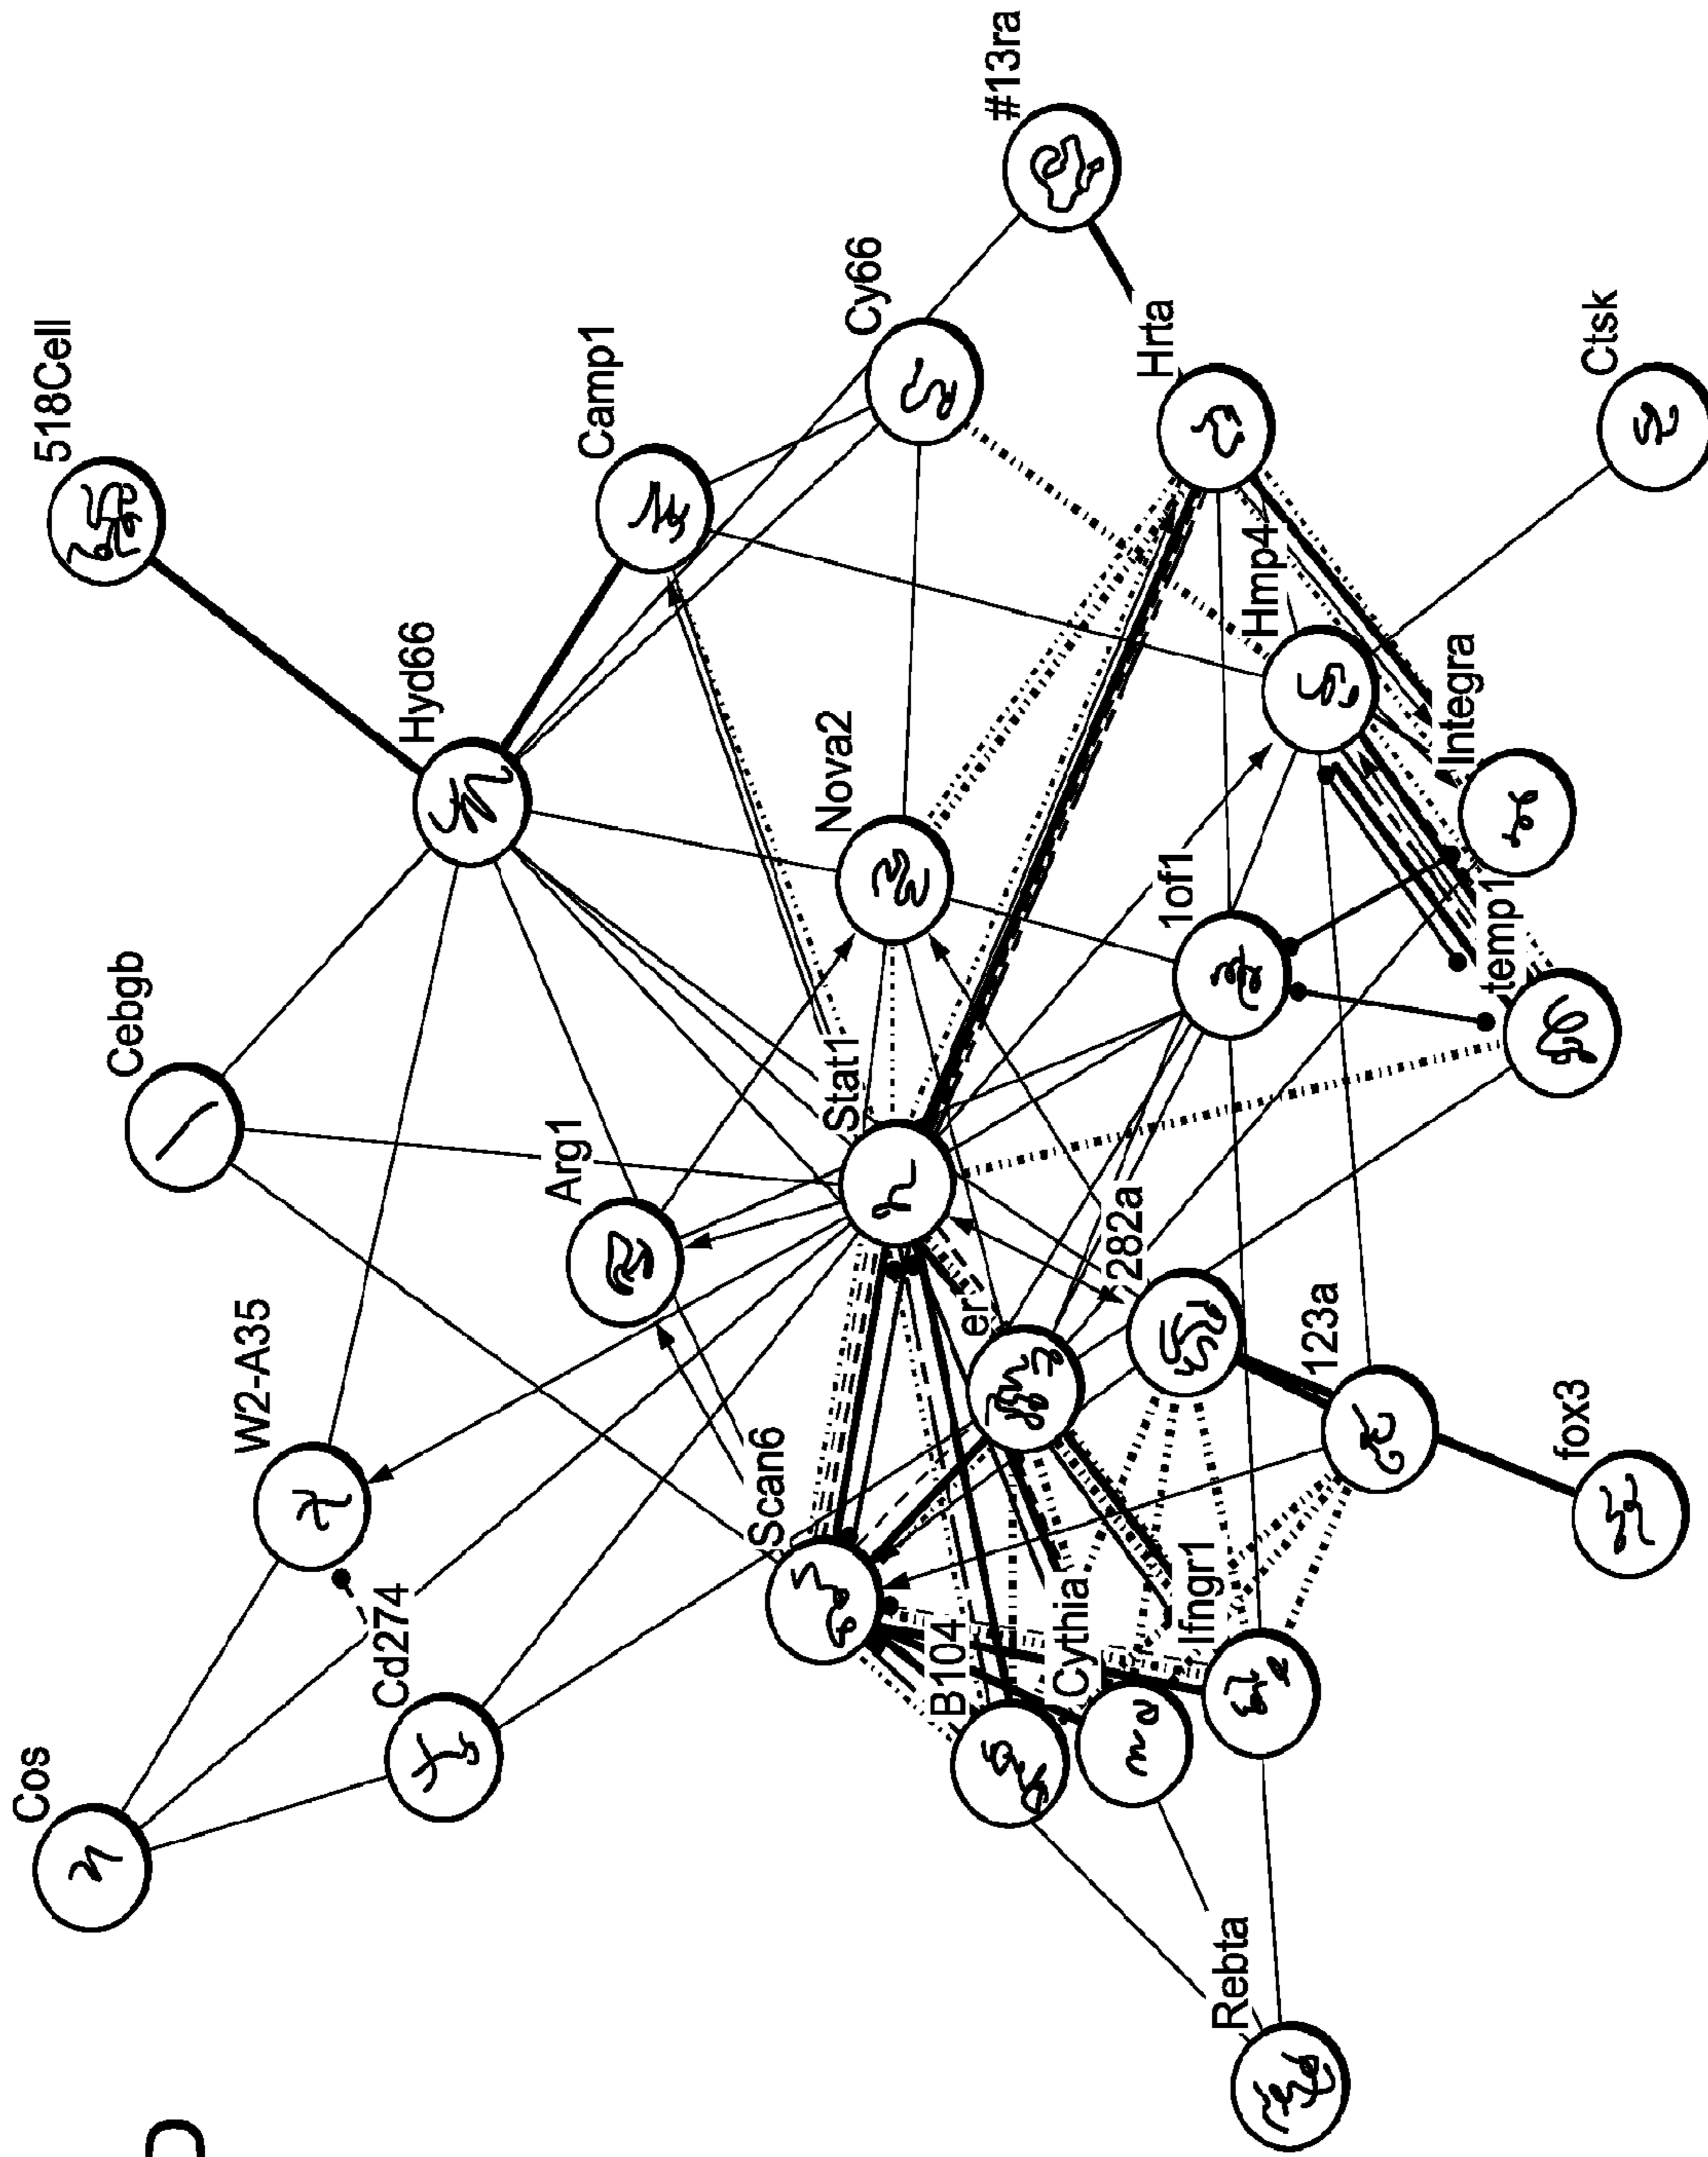 518Cell
#13ra
Hyd66
Camp1
Cy66
Hrta
Ctsk
Cebgb
Nova2
Hmp4
Integra
1of1
temp1
Arg1
Stat1
W2-A35
er
282a
123a
fox3
Scan6
Cos
Cd274
B104
Cythia
Ifngr1
Rebta